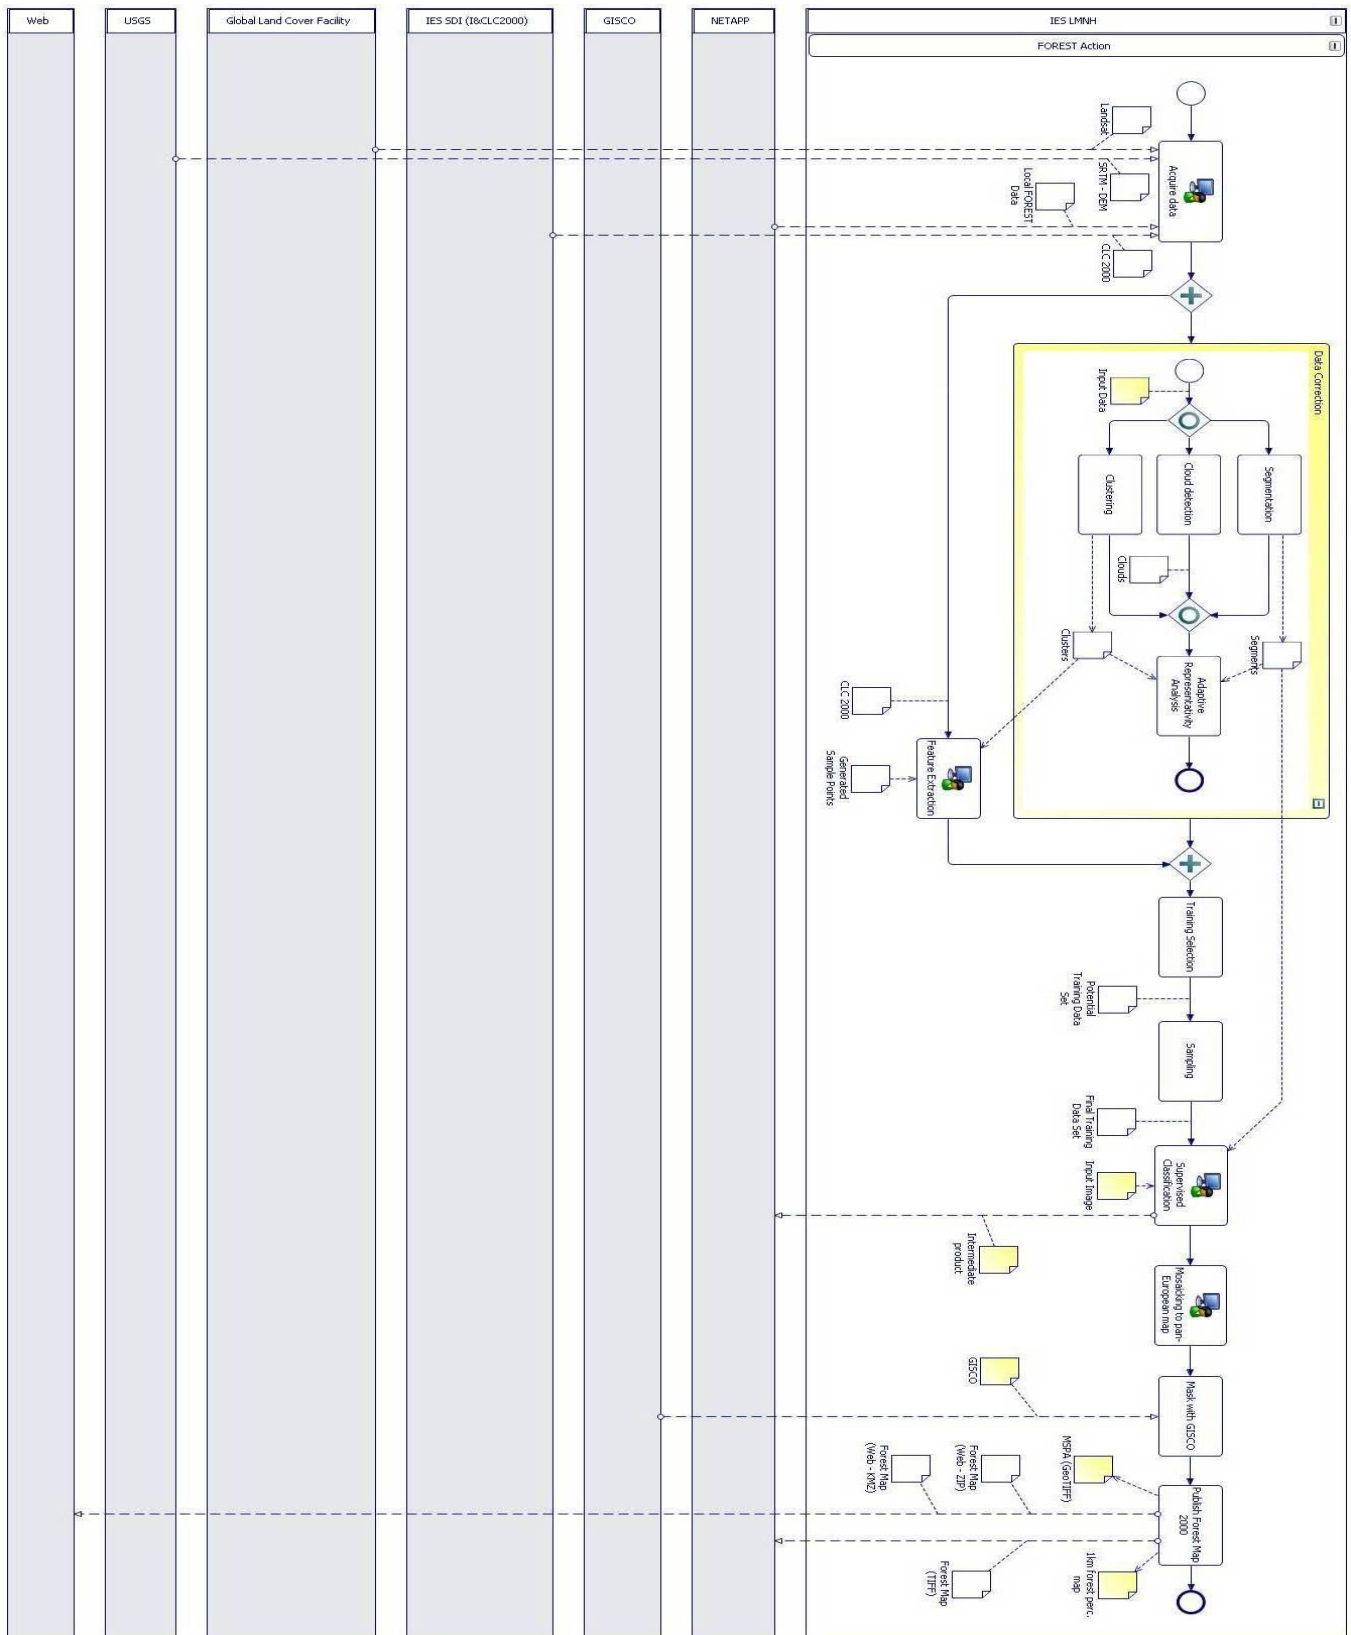 Web
USGS
Global Land Cover Facility
IES SDI (I&CLC2000)
GISCO
NETAPP
IES LMNH
FOREST Action
Landsat
SRTM - DEM
Local FOREST
Data
CLC 2000
Acquire data
Data Correction
Input Data
Clustering
Cloud detection
Segmentation
Clouds
Clusters
Segments
Adaptive
Representativity
Analysis
CLC 2000
Generated
Sample Points
Feature Extraction
Training Selection
Potential
Training Data
Set
Sampling
Final Training
Data Set
Input Image
Supervised
Classification
Intermediate
product
Mosaicking to pan-
European map
GISCO
Mask with GISCO
MSPA (GeoTIFF)
Forest Map
(Web - ZIP)
Forest Map
(Web - KMZ)
Publish Forest Map
2000
Forest Map
(TIFF)
1km forest perc.
map